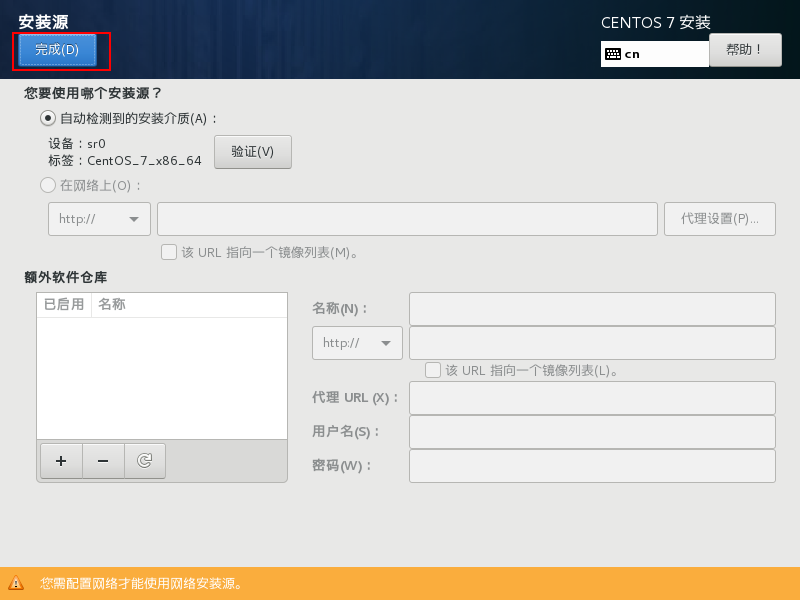 安装源
CENTOS 7 安装
完成(D)
cn
帮助！
您要使用哪个安装源？
自动检测到的安装介质(A)：
设备：sr0
标签：CentOS_7_x86_64
验证(V)
在网络上(O)：
http://
代理设置(P)...
该 URL 指向一个镜像列表(M)。
额外软件仓库
已启用 名称
名称(N)：
http://
该 URL 指向一个镜像列表(L)。
代理 URL (X)：
用户名(S)：
密码(W)：
您需配置网络才能使用网络安装源。